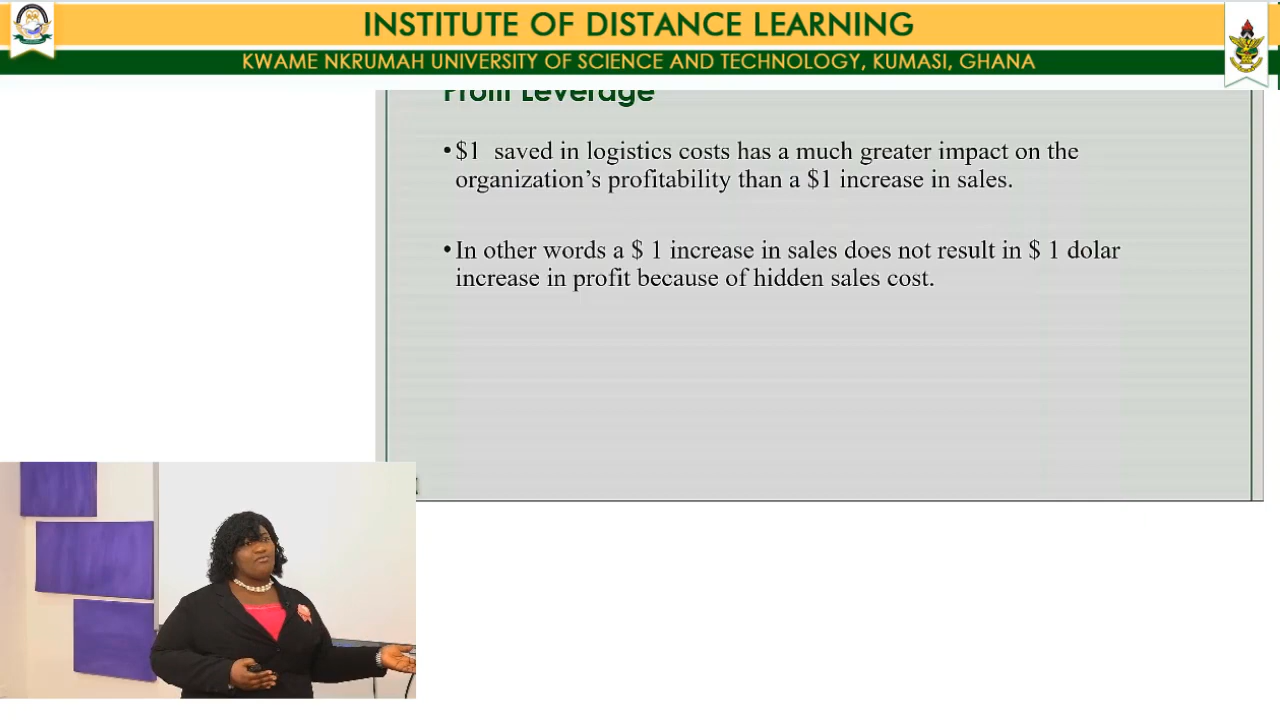 INSTITUTE OF DISTANCE LEARNING
KWAME NKRUMAH UNIVERSITY OF SCIENCE AND TECHNOLOGY, KUMASI, GHANA
Profit Leverage
•$1 saved in logistics costs has a much greater impact on the
organization’s profitability than a $1 increase in sales.
•In other words a $ 1 increase in sales does not result in $ 1 dolar
increase in profit because of hidden sales cost.